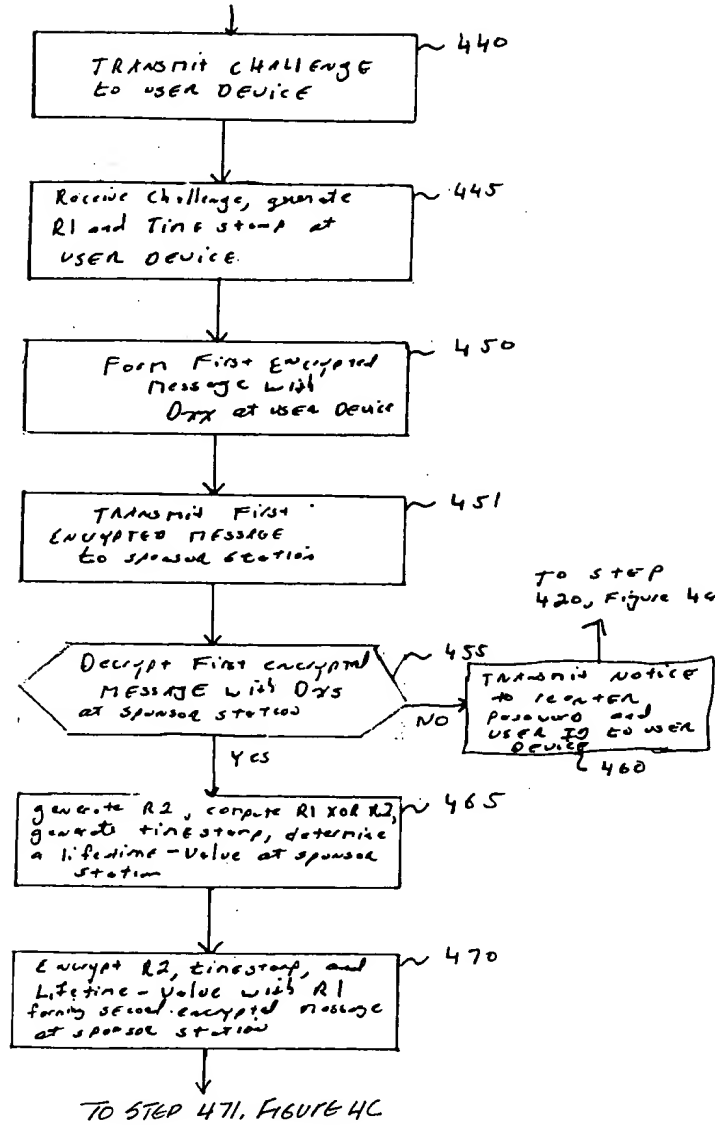 440
TRANSMIT CHALLENGE
to USER DEVICE
445
Receive Challenge, generate
R1 and Timestamp at
USER DEVICE
450
Form First Encrypted
Message with
Dxx at USER DEVICE
451
TRANSMIT First
ENCRYPTED MESSAGE
to sponsor station
455
Decrypt First encrypted
MESSAGE with Dxs
at sponsor station
NO
TO STEP
420, Figure 4a
TRANSMIT NOTICE
to reenter
password and
USER ID to USER
DEVICE
460
Yes
465
generate R2, compute R1 XOR R2,
generate timestamp, determine
a lifetime-value at sponsor
station
470
Encrypt R2, timestamp, and
Lifetime-Value with R1
forming second encrypted message
at sponsor station
TO STEP 471, FIGURE 4C